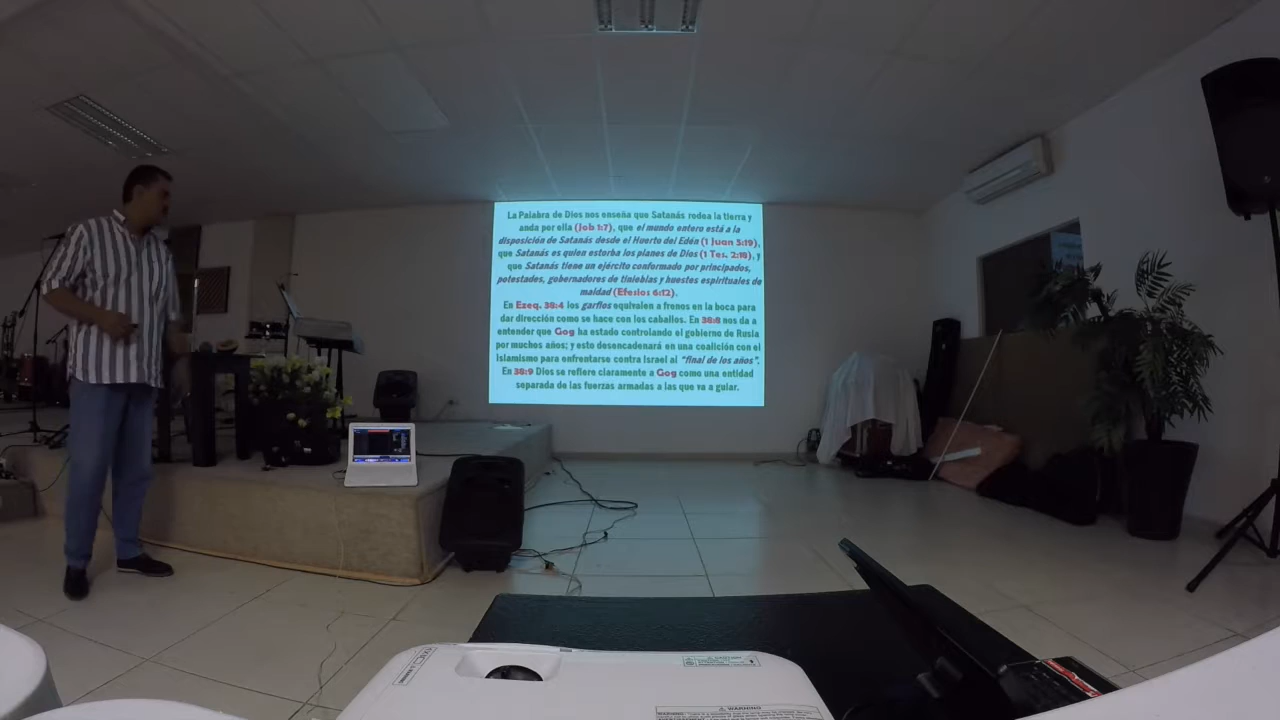 La Palabra de Dios nos enseña que Satanás rodea la tierra y
anda por ella (Job 1:7), que el mundo entero está a la
disposición de Satanás desde el Huerto del Edén (1 Juan 5:19),
que Satanás es quien estorba los planes de Dios (1 Tes. 2:18), y
que Satanás tiene un ejército conformado por principados,
potestades, gobernadores de tinieblas y huestes espirituales de
maldad (Efesios 6:12).
En Ezeq. 38:4 los garfios equivalen a frenos en la boca para
dar dirección como se hace con los caballos. En 38:8 nos da a
entender que Gog ha estado controlando el gobierno de Rusia
por muchos años; y esto desencadenará en una coalición con el
Islamismo para enfrentarse contra Israel al "final de los años".
En 38:9 Dios se refiere claramente a Gog como una entidad
separada de las fuerzas armadas a las que va a guiar.
WARNING